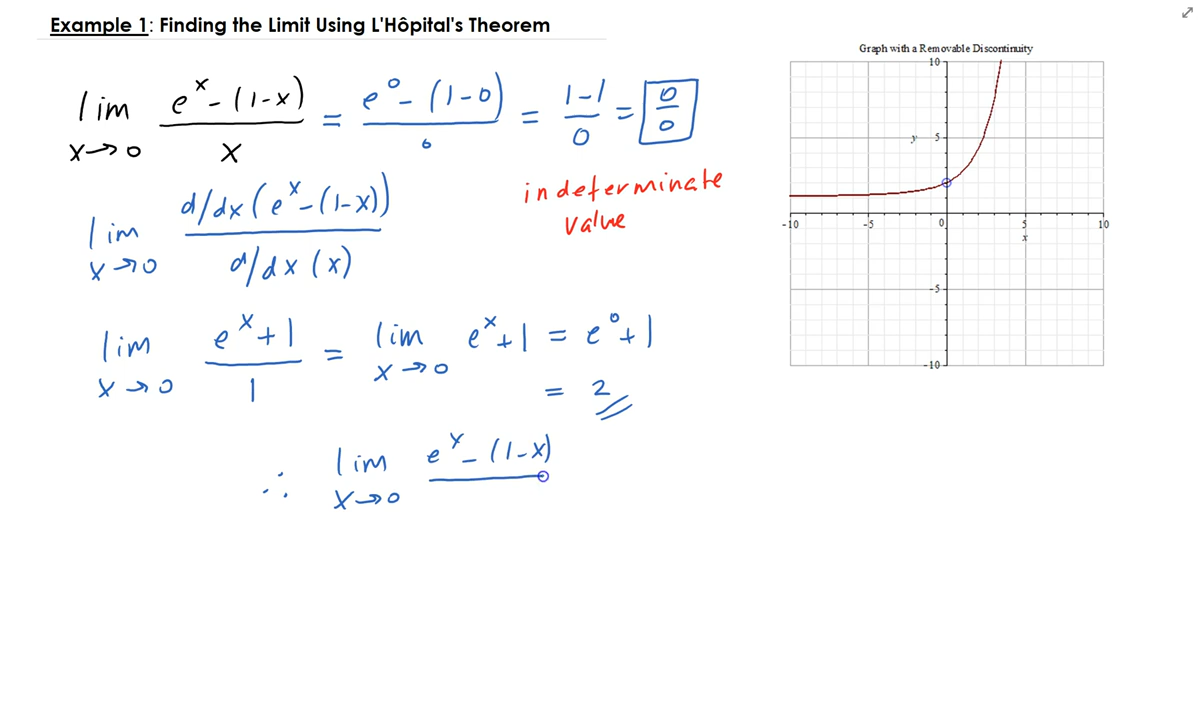 Example 1: Finding the Limit Using L'Hôpital's Theorem
lim x→0 (e^x - (1-x))/x = (e^0 - (1-0))/0 = (1-1)/0 = 0/0
indeterminate
value
lim x→0 (d/dx(e^x - (1-x)))/(d/dx(x))
lim x→0 (e^x + 1)/1 = lim x→0 e^x + 1 = e^0 + 1
= 2
∴ lim x→0 e^x - (1-x)
Graph with a Removable Discontinuity
10
y 5
-10 -5 0 5 10
x
-5
-10